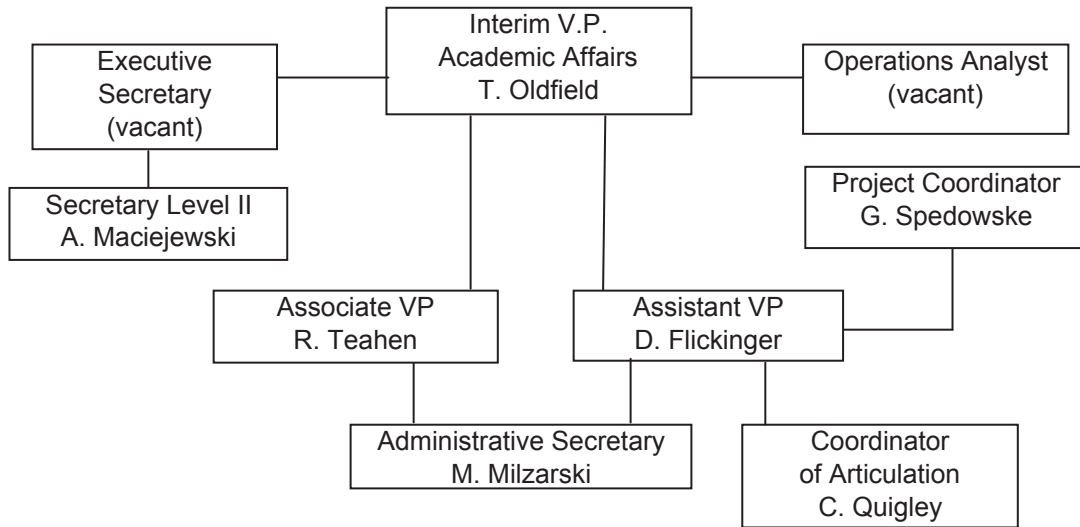 Interim V.P.
Academic Affairs
T. Oldfield
Executive
Secretary
(vacant)
Operations Analyst
(vacant)
Secretary Level II
A. Maciejewski
Project Coordinator
G. Spedowske
Associate VP
R. Teahen
Assistant VP
D. Flickinger
Administrative Secretary
M. Milzarski
Coordinator
of Articulation
C. Quigley